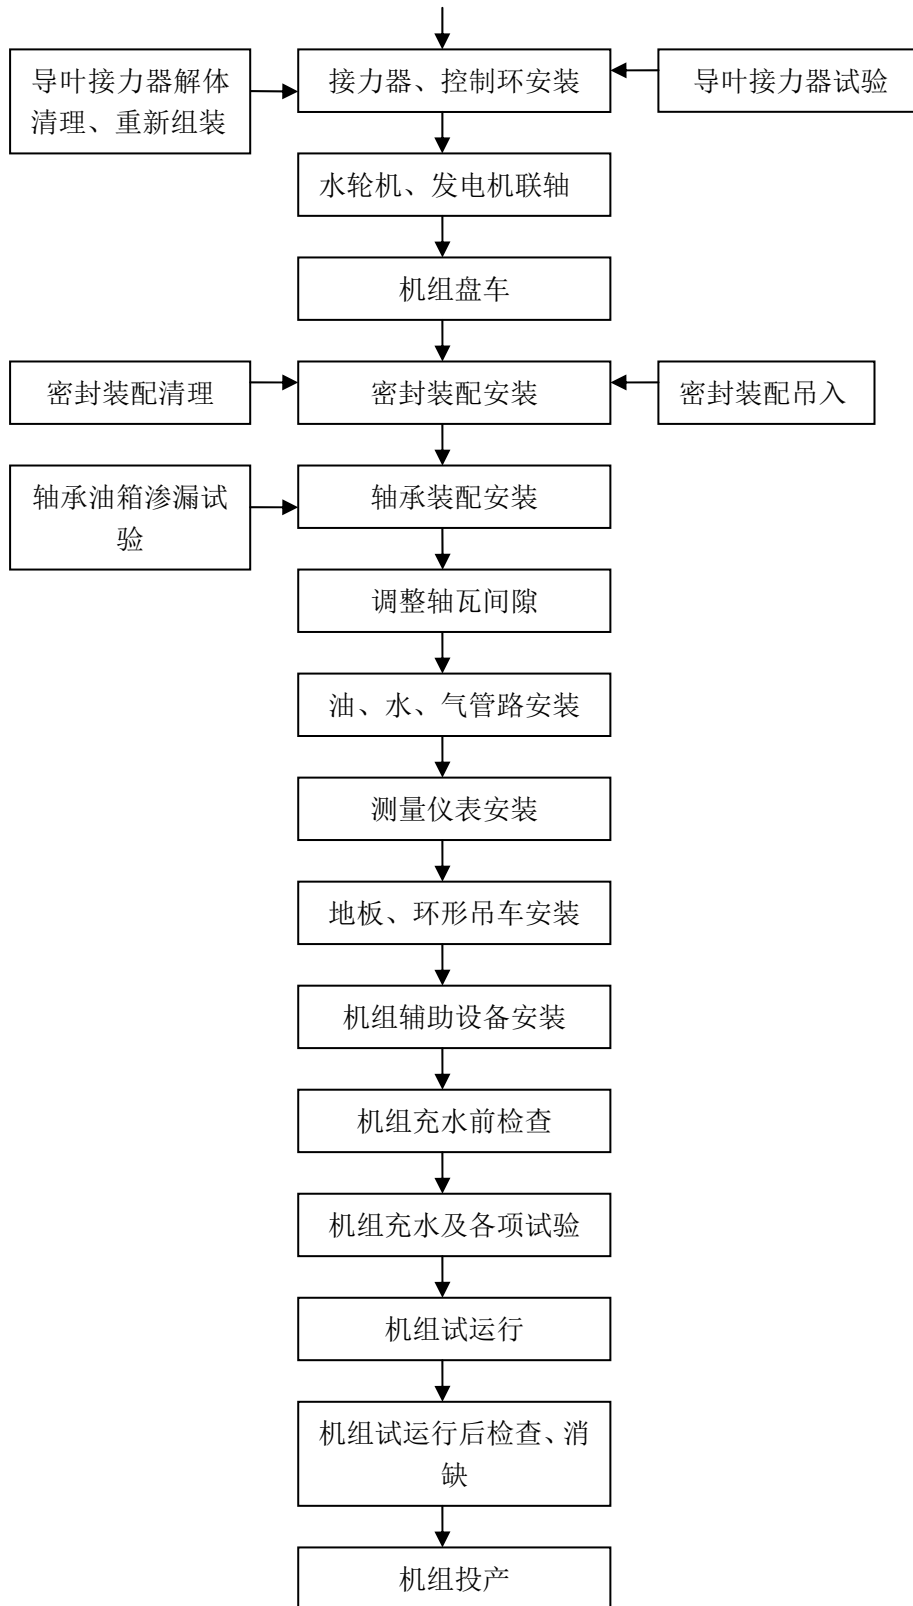 导叶接力器解体
清理、重新组装
接力器、控制环安装
导叶接力器试验
水轮机、发电机联轴
机组盘车
密封装配清理
密封装配安装
密封装配吊入
轴承油箱渗漏试
验
轴承装配安装
调整轴瓦间隙
油、水、气管路安装
测量仪表安装
地板、环形吊车安装
机组辅助设备安装
机组充水前检查
机组充水及各项试验
机组试运行
机组试运行后检查、消
缺
机组投产